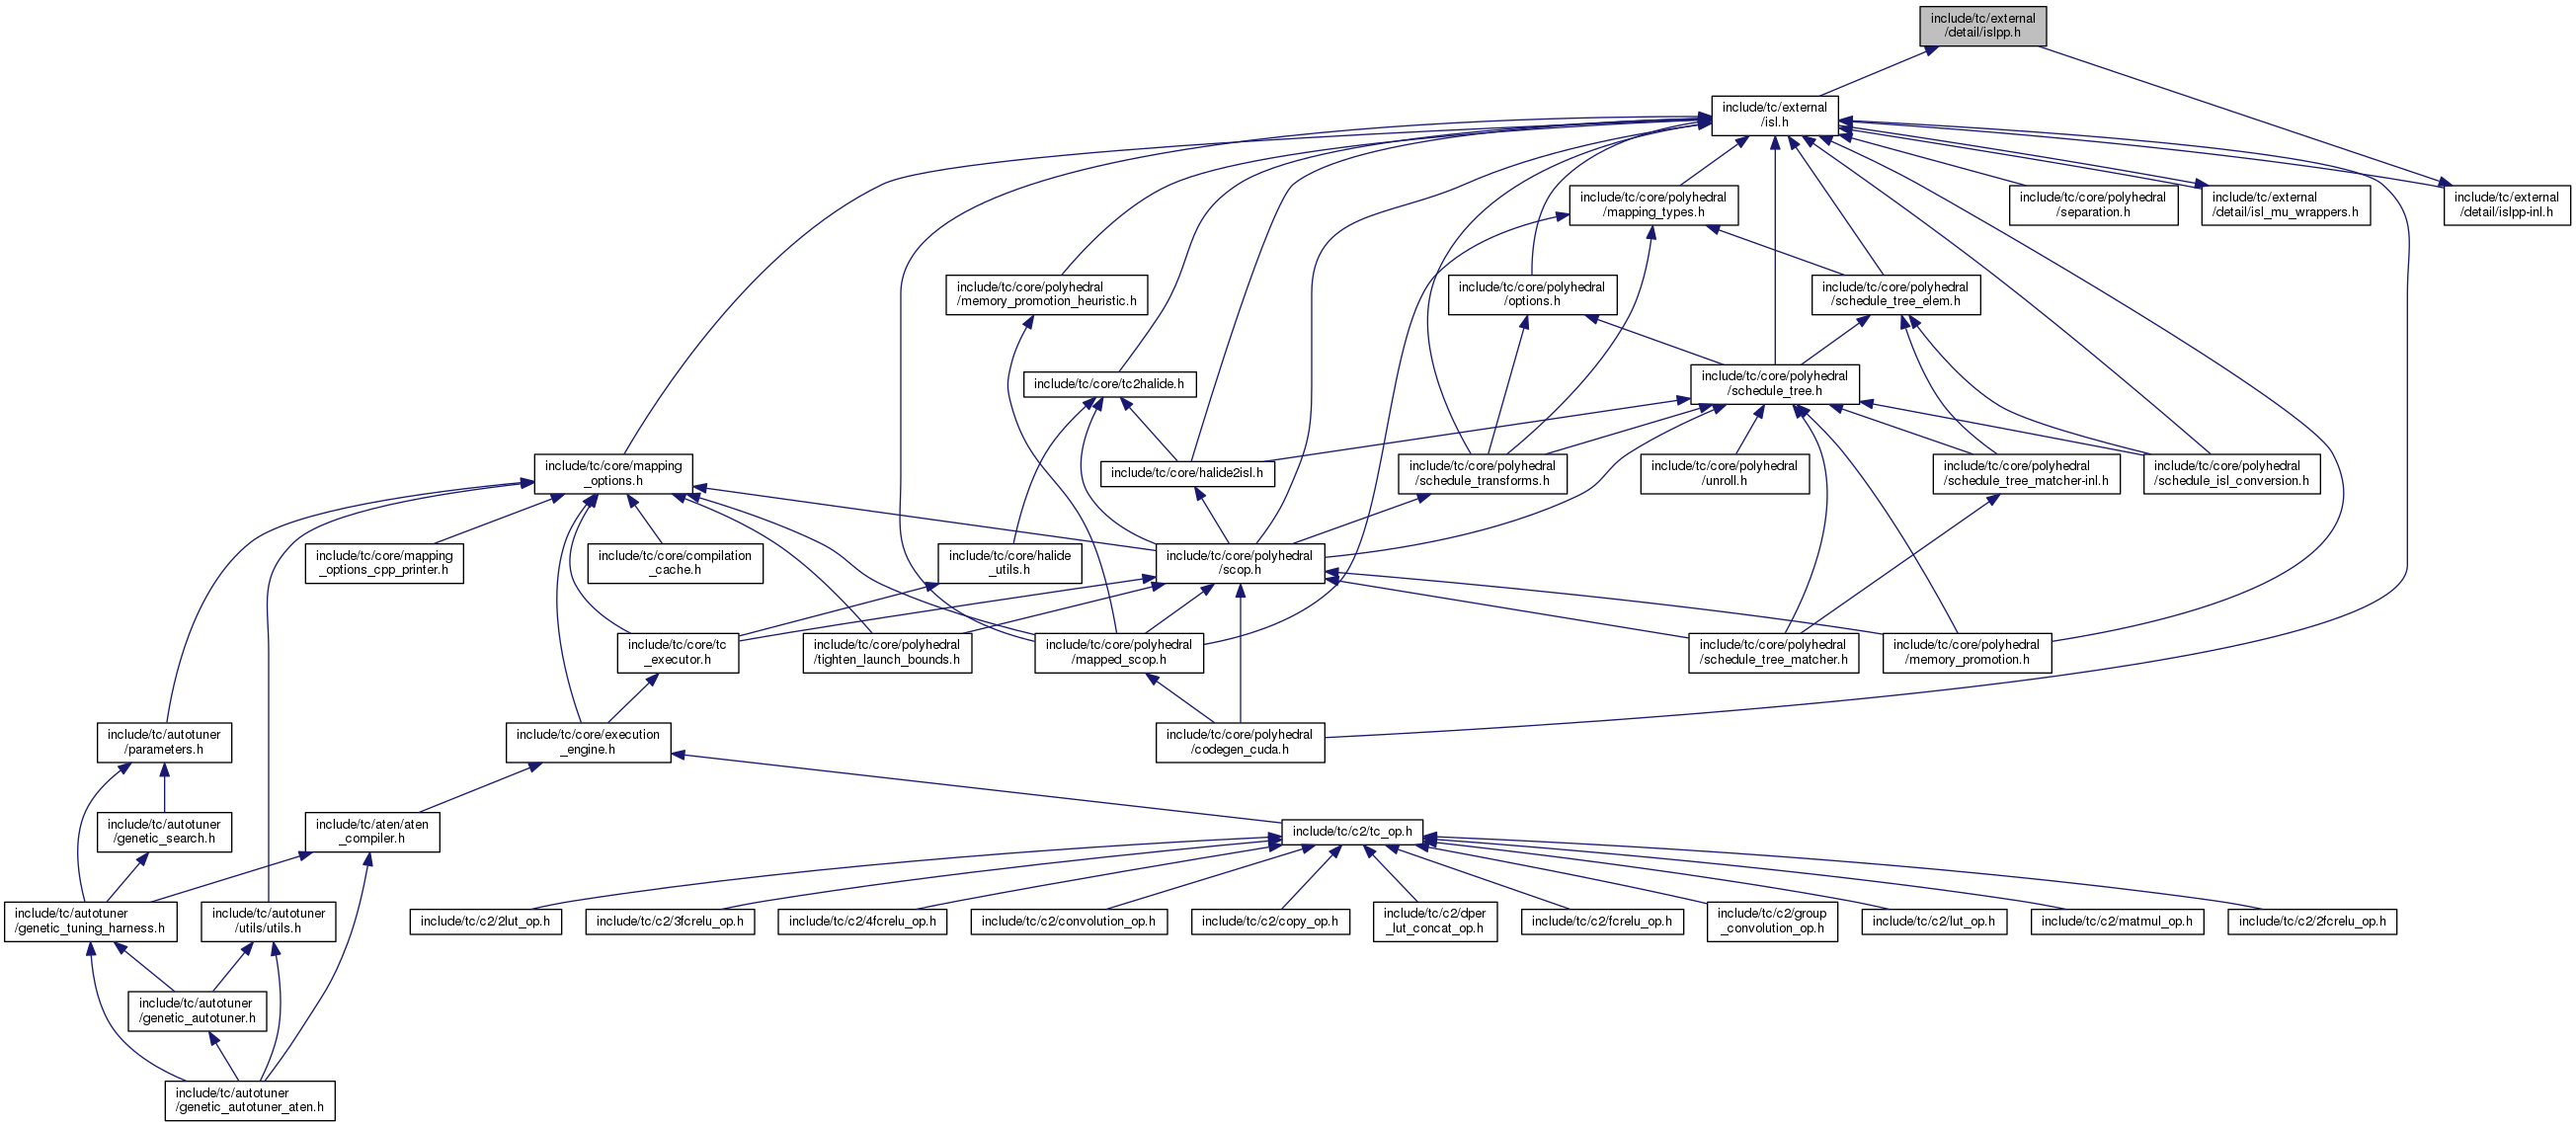 include/tc/external
/detail/islpp.h
include/tc/external
/isl.h
include/tc/core/polyhedral
/mapping_types.h
include/tc/core/polyhedral
/separation.h
include/tc/external
/detail/isl_mu_wrappers.h
include/tc/external
/detail/islpp-inl.h
include/tc/core/polyhedral
/memory_promotion_heuristic.h
include/tc/core/polyhedral
/options.h
include/tc/core/polyhedral
/schedule_tree_elem.h
include/tc/core/tc2halide.h
include/tc/core/polyhedral
/schedule_tree.h
include/tc/core/mapping
_options.h
include/tc/core/halide2isl.h
include/tc/core/polyhedral
/schedule_transforms.h
include/tc/core/polyhedral
/unroll.h
include/tc/core/polyhedral
/schedule_tree_matcher-inl.h
include/tc/core/polyhedral
/schedule_isl_conversion.h
include/tc/core/mapping
_options_cpp_printer.h
include/tc/core/compilation
_cache.h
include/tc/core/halide
_utils.h
include/tc/core/polyhedral
/scop.h
include/tc/core/tc
_executor.h
include/tc/core/polyhedral
/tighten_launch_bounds.h
include/tc/core/polyhedral
/mapped_scop.h
include/tc/core/polyhedral
/schedule_tree_matcher.h
include/tc/core/polyhedral
/memory_promotion.h
include/tc/autotuner
/parameters.h
include/tc/core/execution
_engine.h
include/tc/core/polyhedral
/codegen_cuda.h
include/tc/autotuner
/genetic_search.h
include/tc/aten/aten
_compiler.h
include/tc/c2/tc_op.h
include/tc/autotuner
/genetic_tuning_harness.h
include/tc/autotuner
/utils/utils.h
include/tc/c2/2lut_op.h
include/tc/c2/3fcrelu_op.h
include/tc/c2/4fcrelu_op.h
include/tc/c2/convolution_op.h
include/tc/c2/copy_op.h
include/tc/c2/dper
_lut_concat_op.h
include/tc/c2/fcrelu_op.h
include/tc/c2/group
_convolution_op.h
include/tc/c2/lut_op.h
include/tc/c2/matmul_op.h
include/tc/c2/2fcrelu_op.h
include/tc/autotuner
/genetic_autotuner.h
include/tc/autotuner
/genetic_autotuner_aten.h